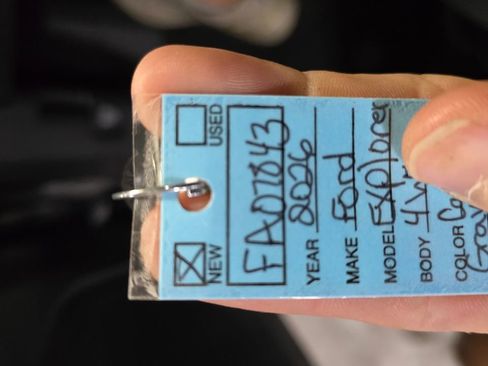 NEW USED
FA07843
YEAR 2026
MAKE Ford
MODEL Explorer
BODY
COLOR